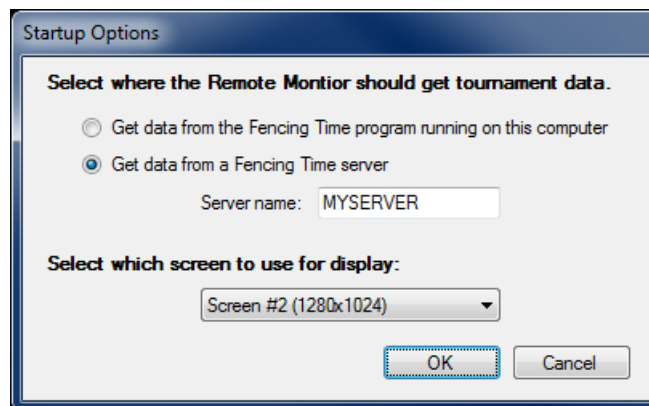 Startup Options
Select where the Remote Montior should get tournament data.
Get data from the Fencing Time program running on this computer
Get data from a Fencing Time server
Server name: MYSERVER
Select which screen to use for display:
Screen #2 (1280x1024)
OK Cancel